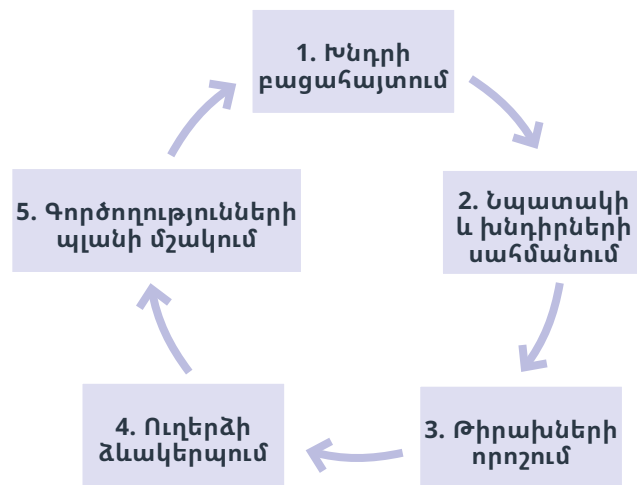 1. Խնդրի
բացահայտում
2. Նպատակի
և խնդիրների
սահմանում
3. Թիրախների
որոշում
4. Ուղերձի
ձևակերպում
5. Գործողությունների
պլանի մշակում